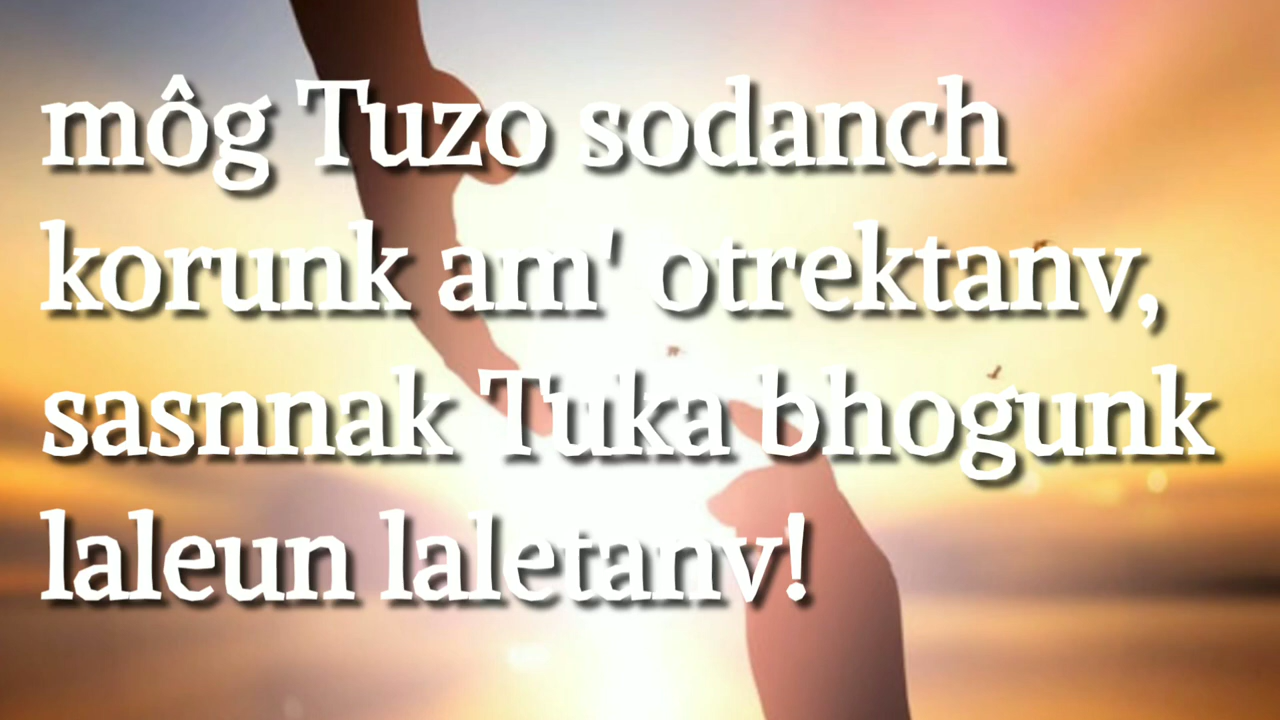 môg Tuzo sodanch
korunk am' otrektanv,
sasnnak Tuka bhogunk
laleun laletanv!